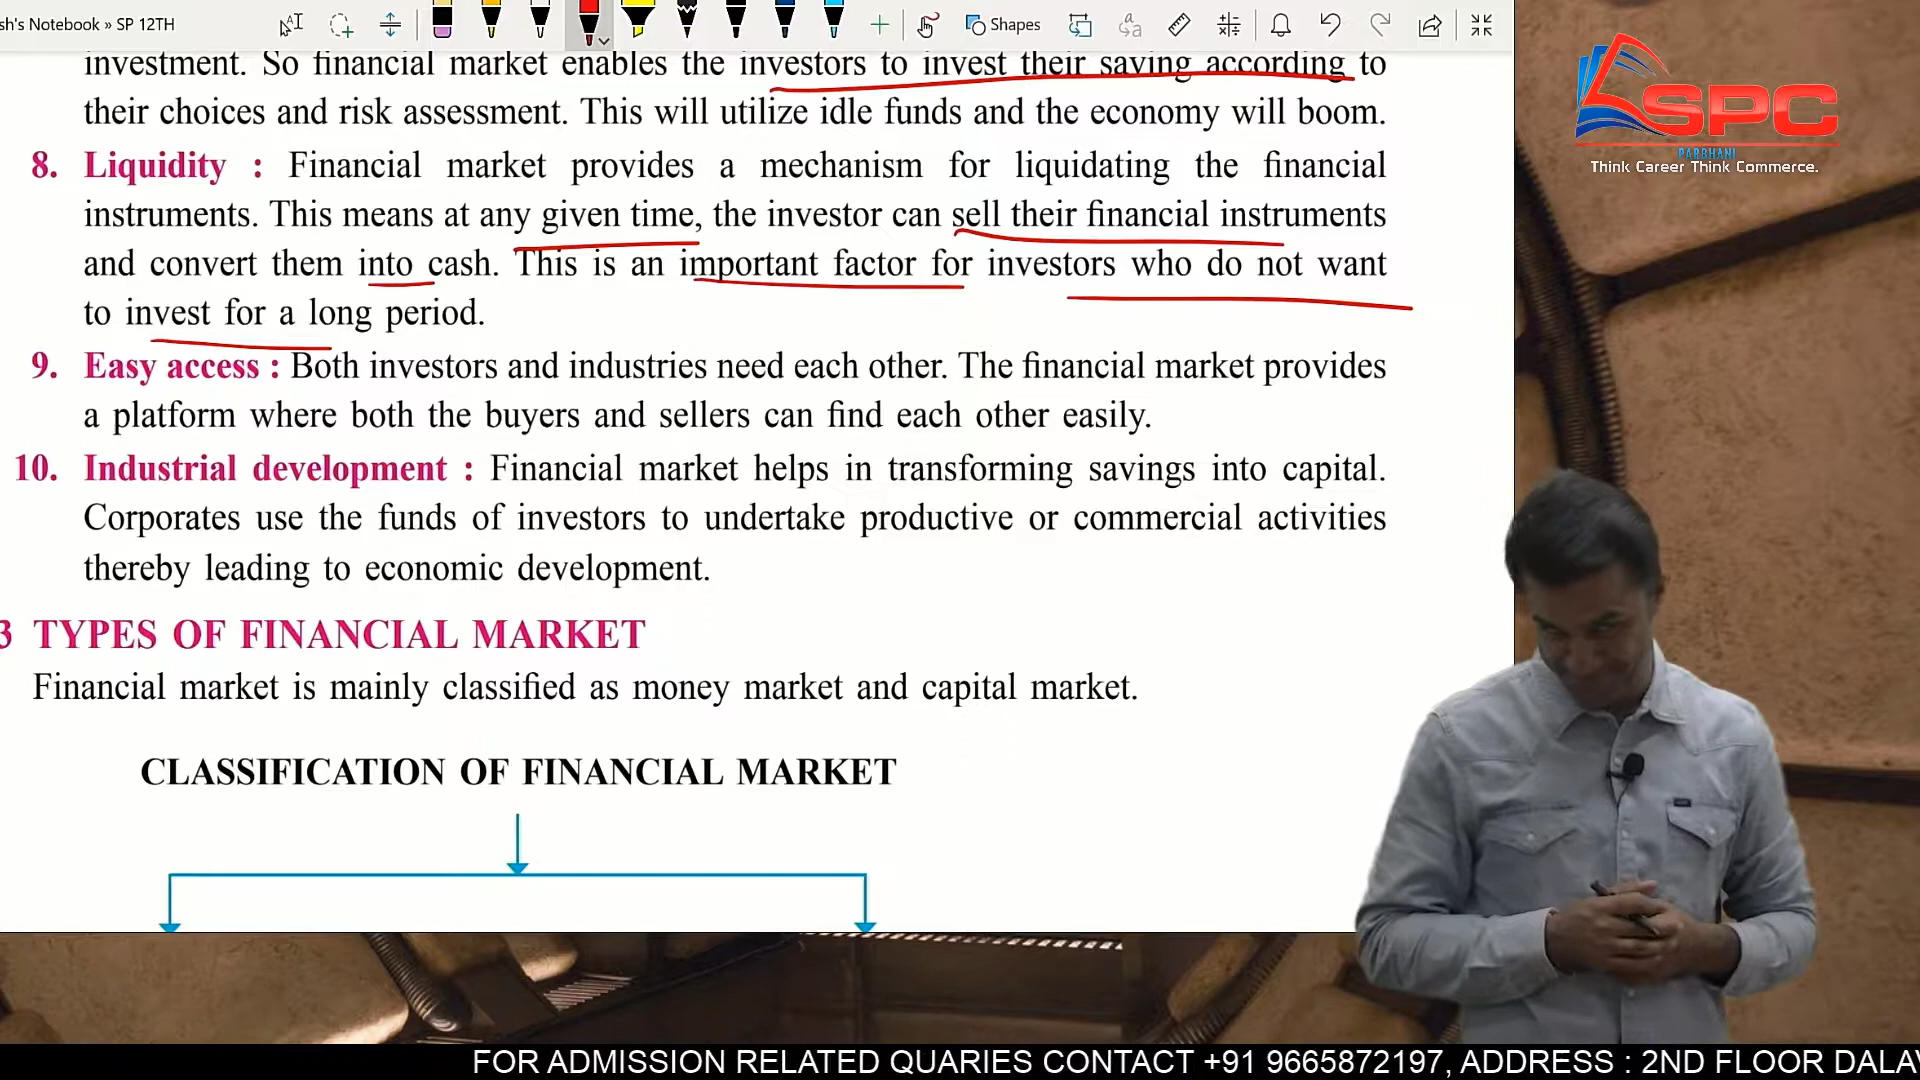 sh's Notebook » SP 12TH
Shapes
investment. So financial market enables the investors to invest their saving according to
their choices and risk assessment. This will utilize idle funds and the economy will boom.
8. Liquidity : Financial market provides a mechanism for liquidating the financial
instruments. This means at any given time, the investor can sell their financial instruments
and convert them into cash. This is an important factor for investors who do not want
to invest for a long period.
9. Easy access : Both investors and industries need each other. The financial market provides
a platform where both the buyers and sellers can find each other easily.
10. Industrial development : Financial market helps in transforming savings into capital.
Corporates use the funds of investors to undertake productive or commercial activities
thereby leading to economic development.
3 TYPES OF FINANCIAL MARKET
Financial market is mainly classified as money market and capital market.
CLASSIFICATION OF FINANCIAL MARKET
SPC
PARBHANI
Think Career Think Commerce.
FOR ADMISSION RELATED QUARIES CONTACT +91 9665872197, ADDRESS : 2ND FLOOR DALAV